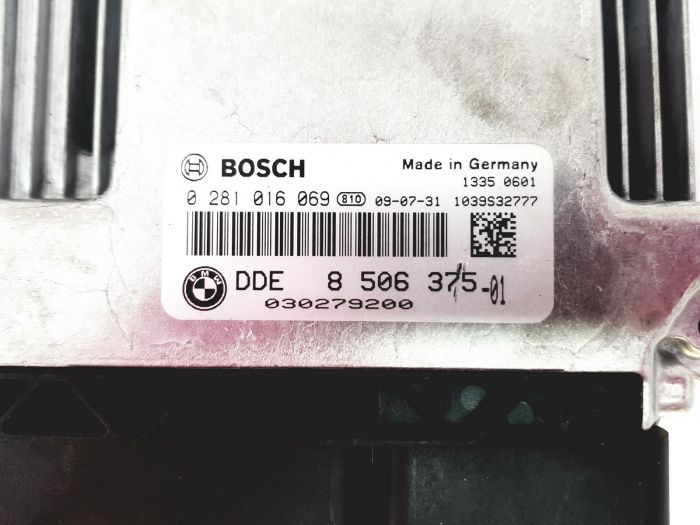 BOSCH Made in Germany
1335 0601
0 281 016 069 810 09-07-31 1039S32777
BMW DDE 8 506 375-01
030279200